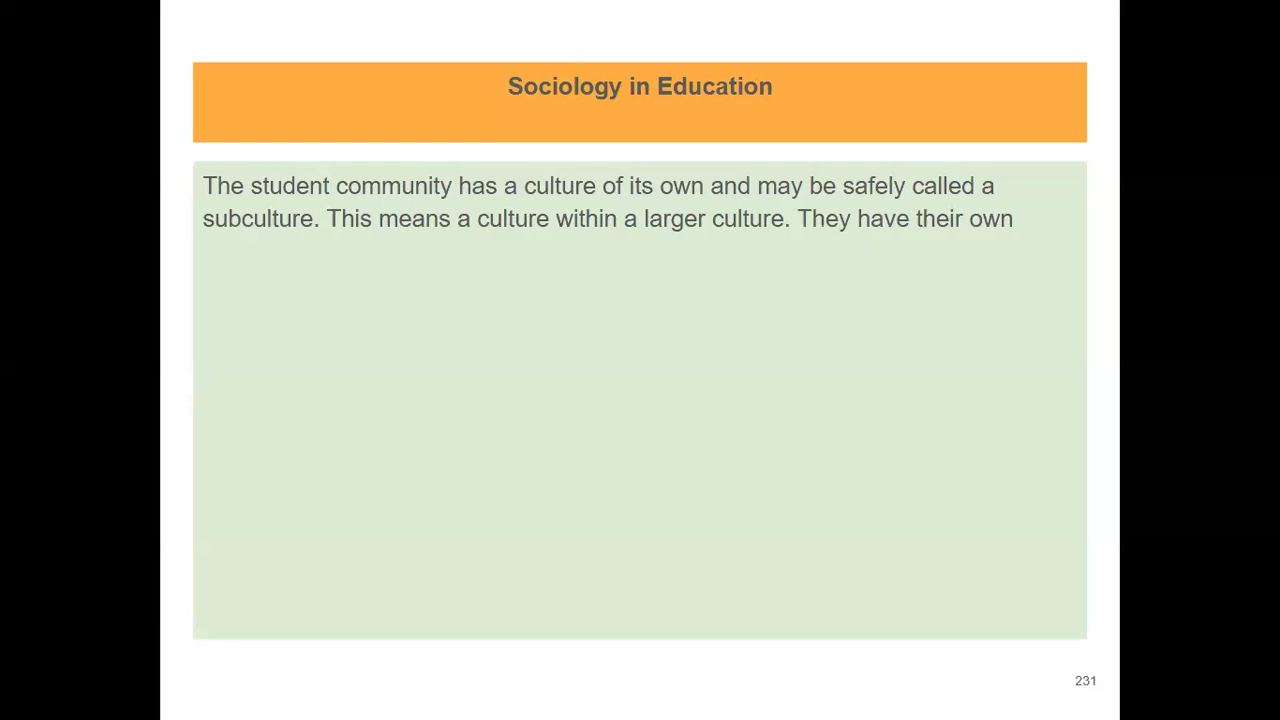 Sociology in Education
The student community has a culture of its own and may be safely called a
subculture. This means a culture within a larger culture. They have their own
231